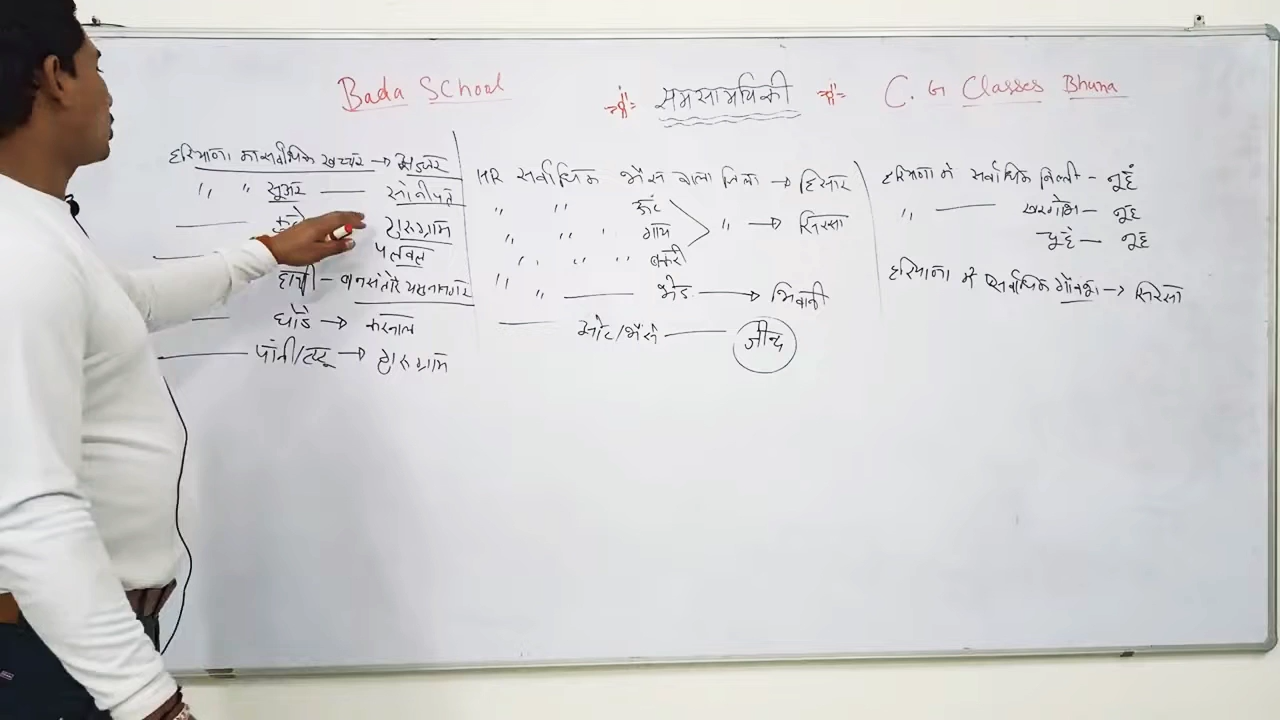 Bada School
समसामयिकी
C. G Classes Bhuna
हरियाणा का सर्वाधिक खच्चर →
" " सूअर — सोनीपत
गुरुग्राम
पलवल
हाथी – बनसंतोर यमुनानगर
घोडे → करनाल
पोनी/टट्टू → गुरुग्राम
HR सर्वाधिक भैंस वाला जिला → हिसार
" " ऊंट
" " " गाय " → सिरसा
" " " बकरी
" " — भेड → भिवानी
— झोटे/भैंसे — जीन्द
हरियाणा मे सर्वाधिक बिल्ली – नूहं
" — खरगोश – नूह
चूहे – नूह
हरियाणा में सर्वाधिक गौवंश → सिरसा